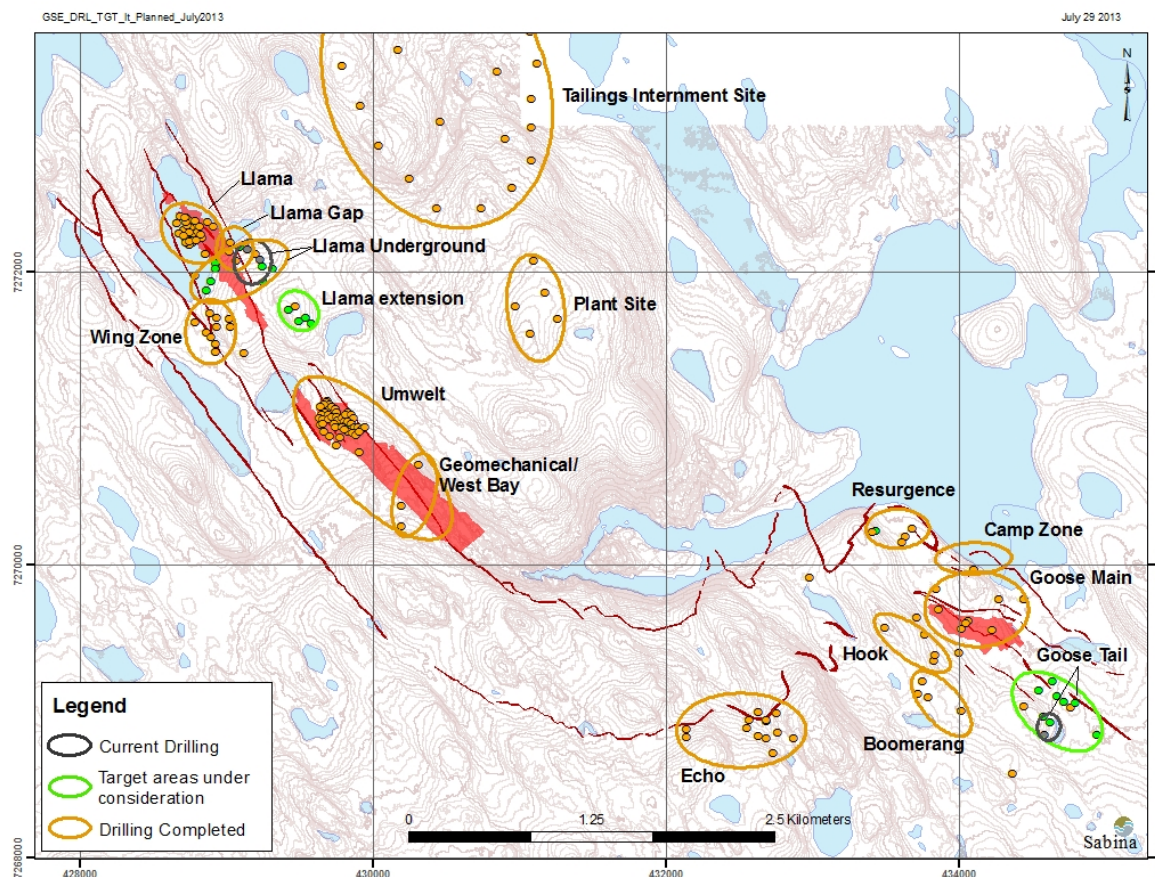 GSE_DRL_TGT_lt_Planned_July2013
July 29 2013
N
Tailings Internment Site
Llama
Llama Gap
Llama Underground
7272000
Llama extension
Plant Site
Wing Zone
Umwelt
Geomechanical/
West Bay
Resurgence
Camp Zone
7270000
Goose Main
Hook
Goose Tail
Legend
Current Drilling
Target areas under
consideration
Drilling Completed
Boomerang
Echo
0
1.25
2.5 Kilometers
Sabina
7268000
428000
430000
432000
434000